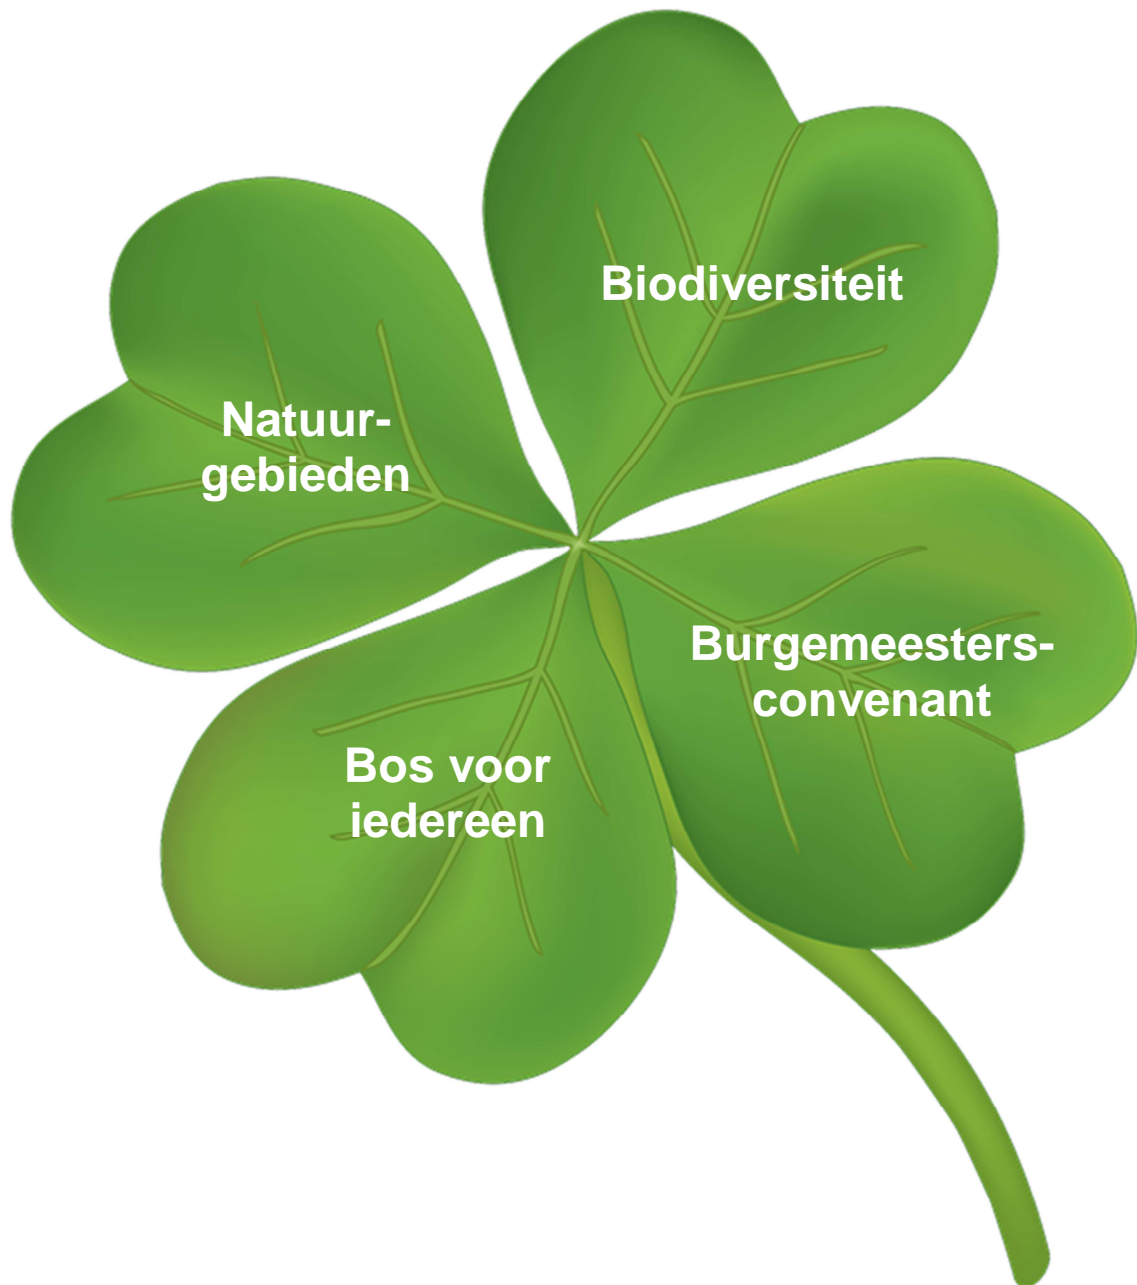 Biodiversiteit
Natuur-
gebieden
Burgemeesters-
convenant
Bos voor
iedereen